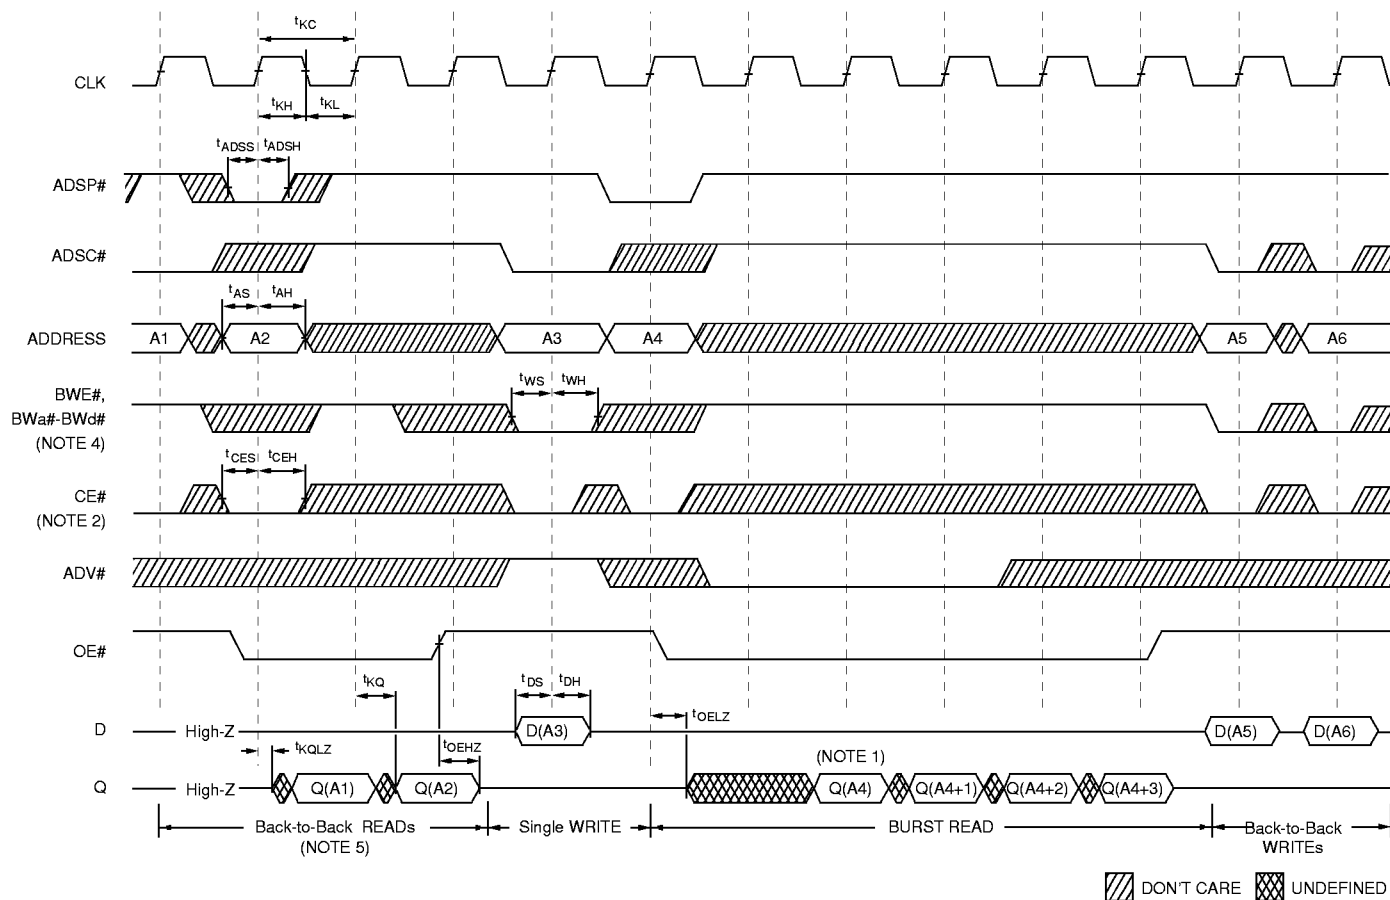 tKC
CLK
tKH tKL
tADSS tADSH
ADSP#
ADSC#
tAS tAH
ADDRESS A1 A2 A3 A4 A5 A6
BWE#,
BWa#-BWd#
(NOTE 4)
tWS tWH
tCES tCEH
CE#
(NOTE 2)
ADV#
OE#
tKQ tDS tDH
D High-Z D(A3) tOELZ D(A5) D(A6)
tKQLZ tOEHZ (NOTE 1)
Q High-Z Q(A1) Q(A2) Q(A4) Q(A4+1) Q(A4+2) Q(A4+3)
Back-to-Back READs
(NOTE 5)
Single WRITE
BURST READ
Back-to-Back
WRITEs
DON'T CARE UNDEFINED